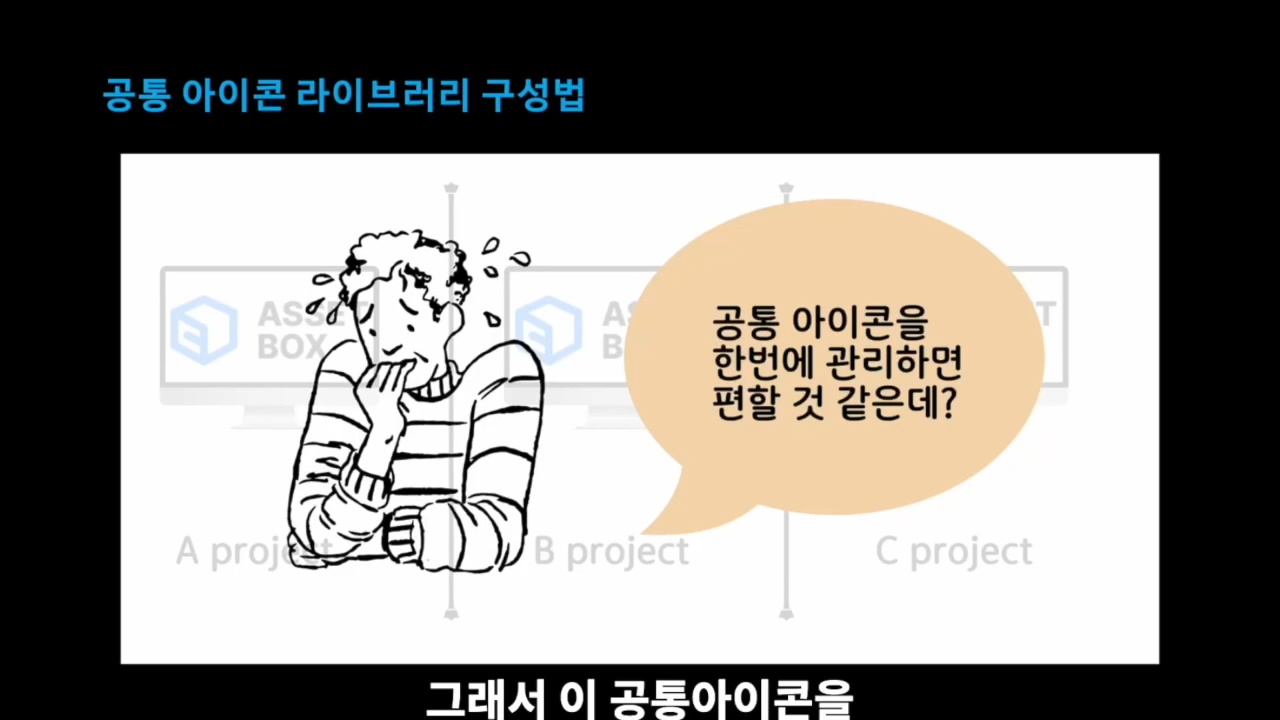 공통 아이콘 라이브러리 구성법
ASSET
BOX
공통 아이콘을
한번에 관리하면
편할 것 같은데?
A project
B project
C project
그래서 이 공통아이콘을